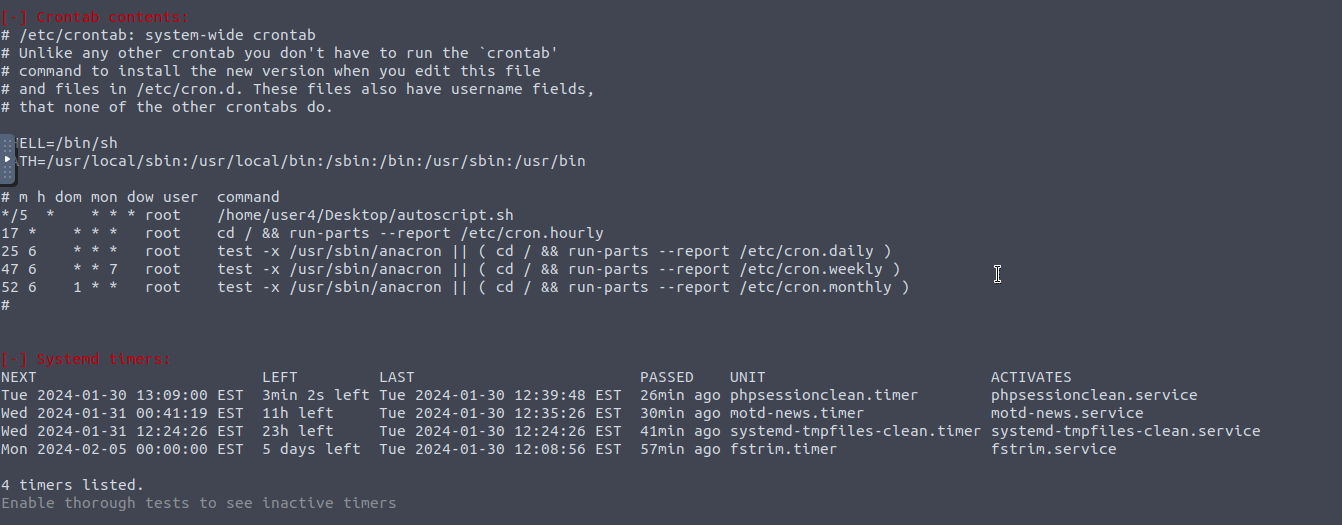 [-] Crontab contents:
# /etc/crontab: system-wide crontab
# Unlike any other crontab you don't have to run the `crontab'
# command to install the new version when you edit this file
# and files in /etc/cron.d. These files also have username fields,
# that none of the other crontabs do.
HELL=/bin/sh
ATH=/usr/local/sbin:/usr/local/bin:/sbin:/bin:/usr/sbin:/usr/bin
# m h dom mon dow user  command
*/5  *    * * * root    /home/user4/Desktop/autoscript.sh
17 *    * * *   root    cd / && run-parts --report /etc/cron.hourly
25 6    * * *   root    test -x /usr/sbin/anacron || ( cd / && run-parts --report /etc/cron.daily )
47 6    * * 7   root    test -x /usr/sbin/anacron || ( cd / && run-parts --report /etc/cron.weekly )
52 6    1 * *   root    test -x /usr/sbin/anacron || ( cd / && run-parts --report /etc/cron.monthly )
#
[-] Systemd timers:
NEXT                         LEFT         LAST                         PASSED    UNIT                         ACTIVATES
Tue 2024-01-30 13:09:00 EST  3min 2s left Tue 2024-01-30 12:39:48 EST  26min ago phpsessionclean.timer        phpsessionclean.service
Wed 2024-01-31 00:41:19 EST  11h left     Tue 2024-01-30 12:35:26 EST  30min ago motd-news.timer              motd-news.service
Wed 2024-01-31 12:24:26 EST  23h left     Tue 2024-01-30 12:24:26 EST  41min ago systemd-tmpfiles-clean.timer systemd-tmpfiles-clean.service
Mon 2024-02-05 00:00:00 EST  5 days left  Tue 2024-01-30 12:08:56 EST  57min ago fstrim.timer                 fstrim.service
4 timers listed.
Enable thorough tests to see inactive timers